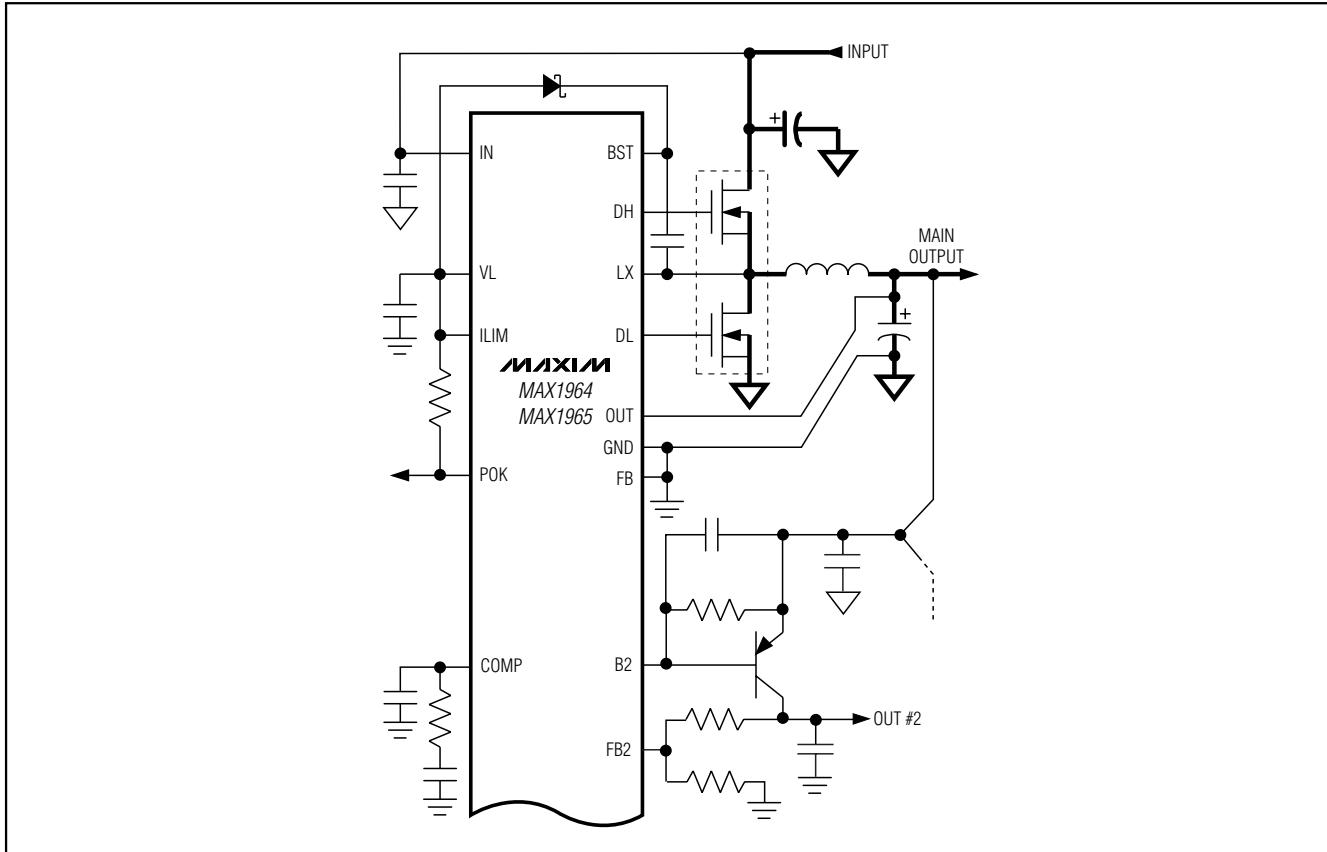 INPUT
+
IN
BST
DH
MAIN
OUTPUT
VL
LX
+
ILIM
DL
MAXIM
MAX1964
MAX1965
OUT
GND
POK
FB
COMP
B2
OUT #2
FB2